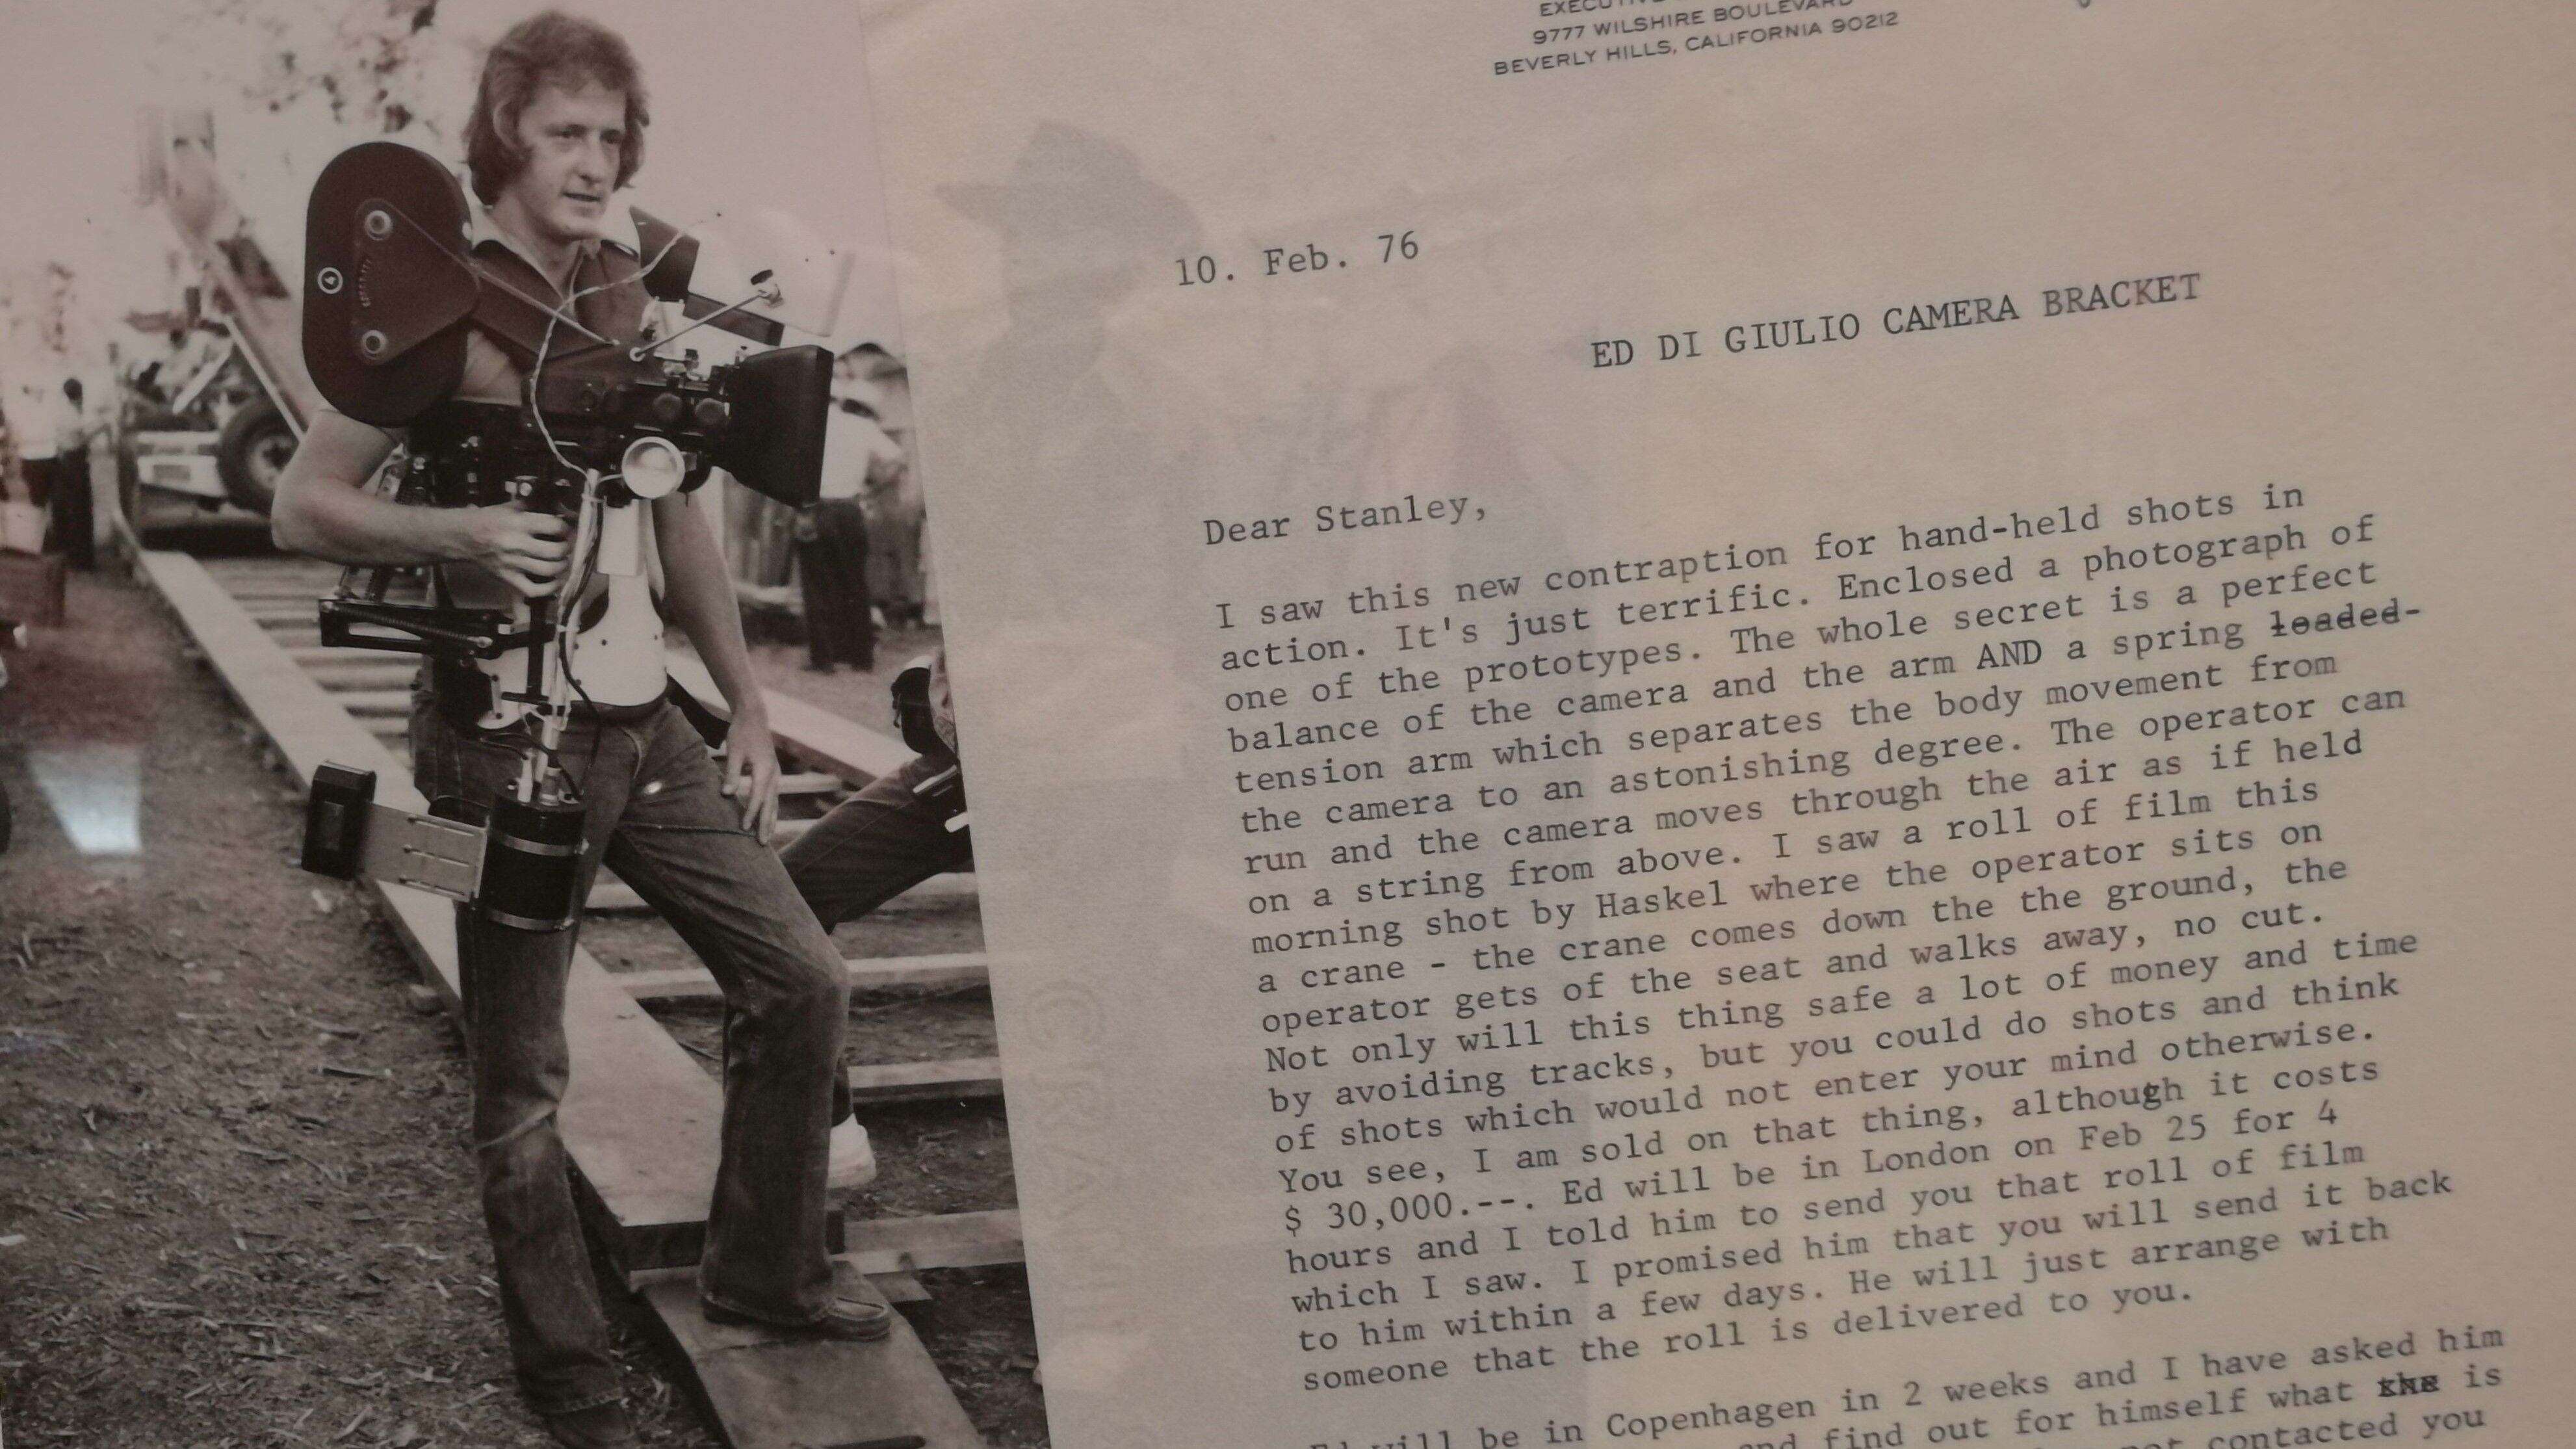 9777 WILSHIRE BOULEVARD
BEVERLY HILLS, CALIFORNIA 90212
10. Feb. 76
ED DI GIULIO CAMERA BRACKET
Dear Stanley,
I saw this new contraption for hand-held shots in
action. It's just terrific. Enclosed a photograph of
one of the prototypes. The whole secret is a perfect
balance of the camera and the arm AND a spring loaded-
tension arm which separates the body movement from
the camera to an astonishing degree. The operator can
run and the camera moves through the air as if held
on a string from above. I saw a roll of film this
morning shot by Haskel where the operator sits on
a crane - the crane comes down the the ground, the
operator gets of the seat and walks away, no cut.
Not only will this thing safe a lot of money and time
by avoiding tracks, but you could do shots and think
of shots which would not enter your mind otherwise.
You see, I am sold on that thing, although it costs
$ 30,000.--. Ed will be in London on Feb 25 for 4
hours and I told him to send you that roll of film
which I saw. I promised him that you will send it back
to him within a few days. He will just arrange with
someone that the roll is delivered to you.
Ed will be in Copenhagen in 2 weeks and I have asked him
and find out for himself what is
not contacted you